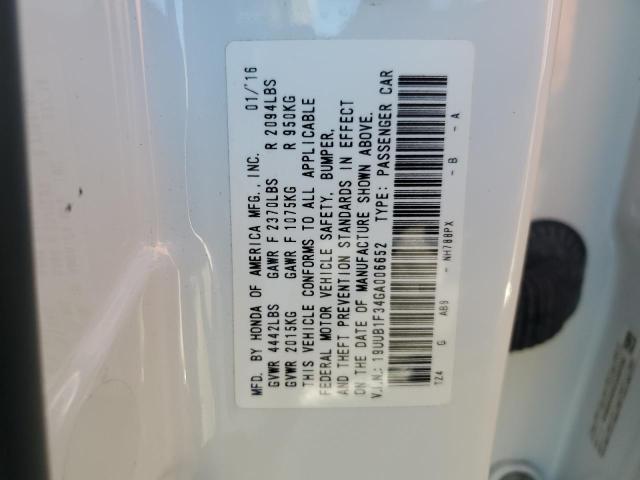 MFD. BY HONDA OF AMERICA MFG., INC. 01/'16
GVWR 4442LBS GAWR F 2370LBS R 2094LBS
GVWR 2015KG GAWR F 1075KG R 950KG
THIS VEHICLE CONFORMS TO ALL APPLICABLE
FEDERAL MOTOR VEHICLE SAFETY, BUMPER,
AND THEFT PREVENTION STANDARDS IN EFFECT
ON THE DATE OF MANUFACTURE SHOWN ABOVE.
V.I.N.: 19UUB1F34GA006652 TYPE: PASSENGER CAR
TZ4 G AB9 - NH788PX - B - A